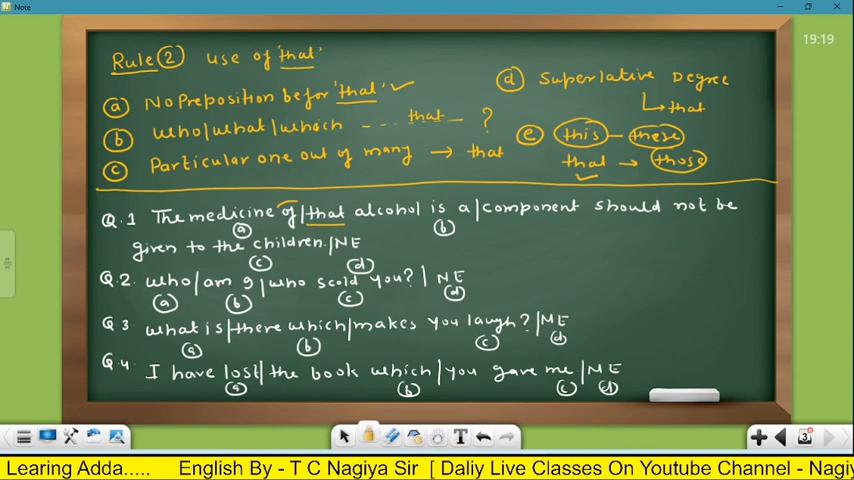 Note
19:19
Rule ② use of 'that'
ⓐ No Preposition befor 'that' ✓
ⓑ who/what/which - - - that - ?
ⓒ Particular one out of many → that
ⓓ Superlative Degree
↳ that
ⓔ this - these
that → those
Q.1 The medicine of/that alcohol is a/component should not be
ⓐ ⓑ
given to the children./NE
ⓒ ⓓ
Q.2. who/am I/who scold you?/ NE
ⓐ ⓑ ⓒ ⓓ
Q3 what is/there which/makes you laugh?/NE
ⓐ ⓑ ⓒ ⓓ
Q.4 I have lost/the book which/you gave me/NE
ⓐ ⓑ ⓒ ⓓ
3
Learing Adda..... English By - T C Nagiya Sir [ Daliy Live Classes On Youtube Channel - Nagiy